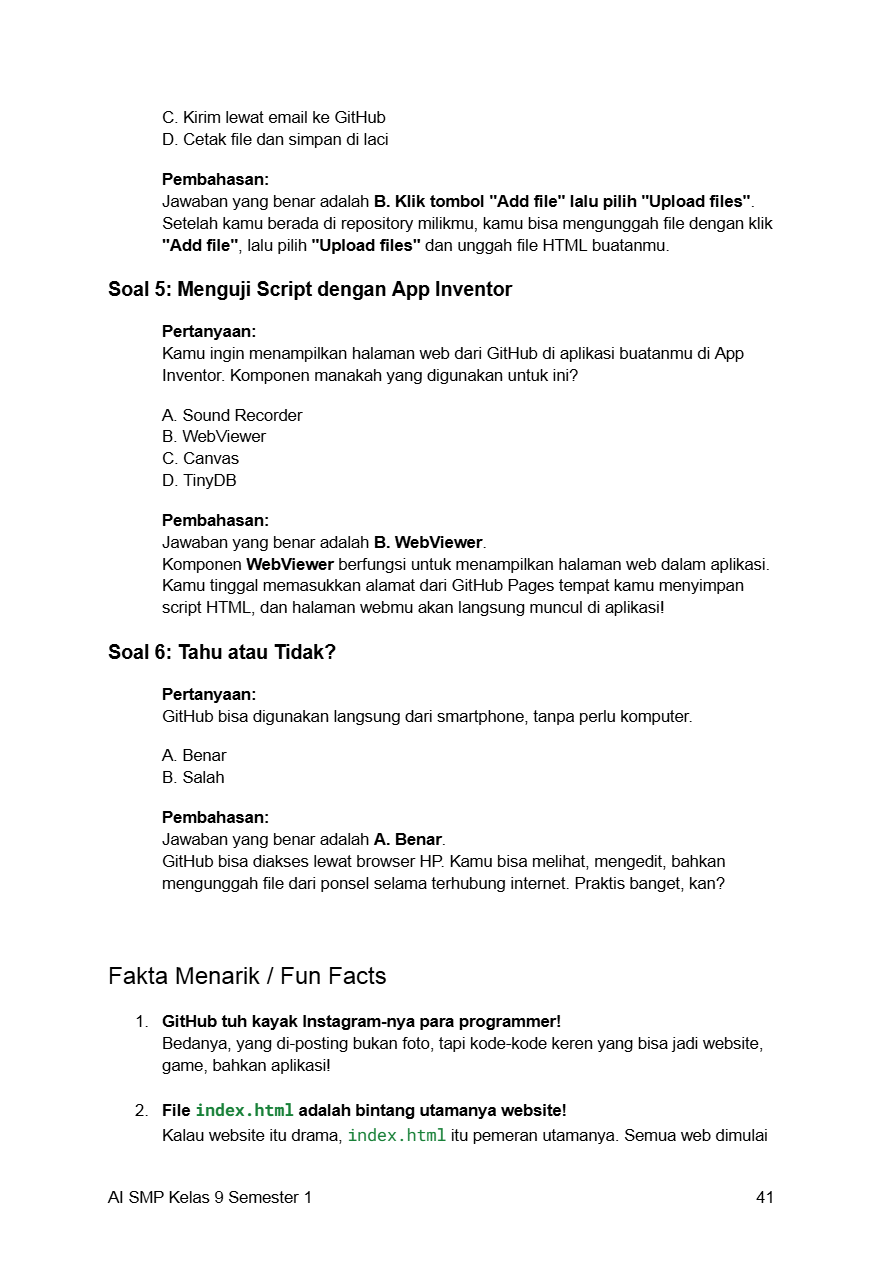 C. Kirim lewat email ke GitHub
D. Cetak file dan simpan di laci
Pembahasan:
Jawaban yang benar adalah B. Klik tombol "Add file" lalu pilih "Upload files".
Setelah kamu berada di repository milikmu, kamu bisa mengunggah file dengan klik
"Add file", lalu pilih "Upload files" dan unggah file HTML buatanmu.
Soal 5: Menguji Script dengan App Inventor
Pertanyaan:
Kamu ingin menampilkan halaman web dari GitHub di aplikasi buatanmu di App
Inventor. Komponen manakah yang digunakan untuk ini?
A. Sound Recorder
B. WebViewer
C. Canvas
D. TinyDB
Pembahasan:
Jawaban yang benar adalah B. WebViewer.
Komponen WebViewer berfungsi untuk menampilkan halaman web dalam aplikasi.
Kamu tinggal memasukkan alamat dari GitHub Pages tempat kamu menyimpan
script HTML, dan halaman webmu akan langsung muncul di aplikasi!
Soal 6: Tahu atau Tidak?
Pertanyaan:
GitHub bisa digunakan langsung dari smartphone, tanpa perlu komputer.
A. Benar
B. Salah
Pembahasan:
Jawaban yang benar adalah A. Benar.
GitHub bisa diakses lewat browser HP. Kamu bisa melihat, mengedit, bahkan
mengunggah file dari ponsel selama terhubung internet. Praktis banget, kan?
Fakta Menarik / Fun Facts
1. GitHub tuh kayak Instagram-nya para programmer!
Bedanya, yang di-posting bukan foto, tapi kode-kode keren yang bisa jadi website,
game, bahkan aplikasi!
2. File index.html adalah bintang utamanya website!
Kalau website itu drama, index.html itu pemeran utamanya. Semua web dimulai
AI SMP Kelas 9 Semester 1 41